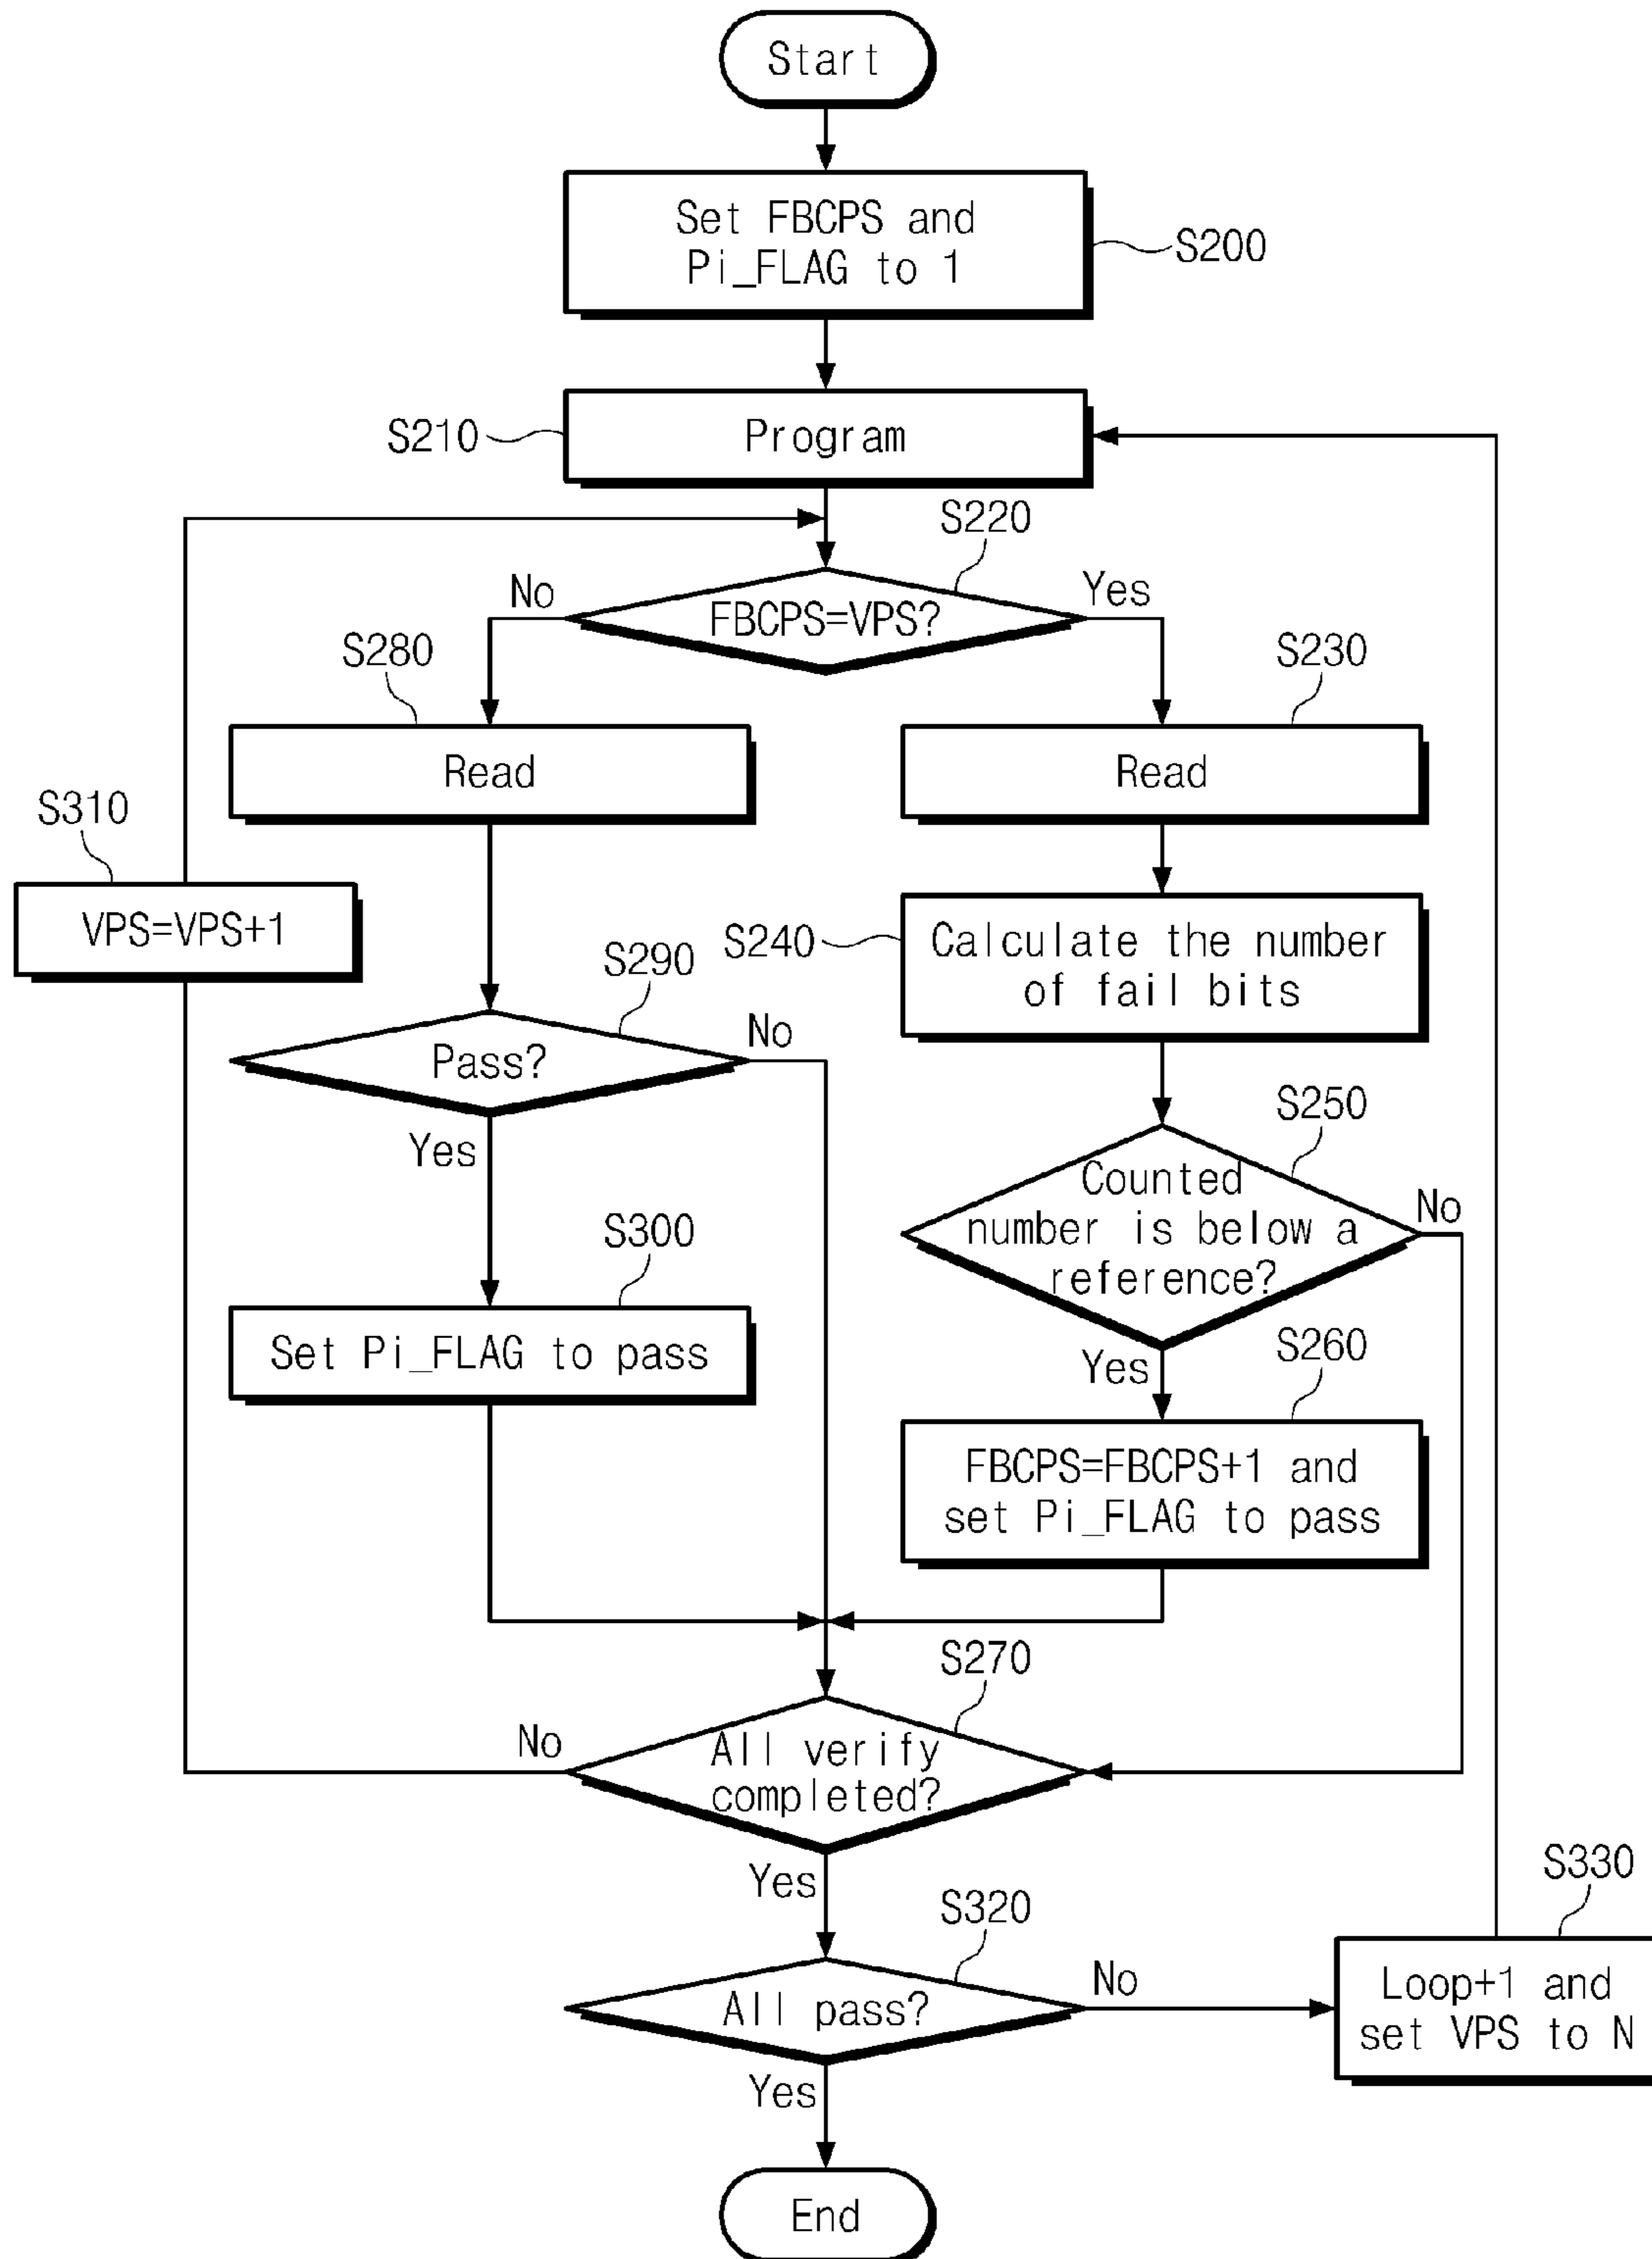 Start
Set FBCPS and
Pi_FLAG to 1
S200
S210
Program
S220
No
FBCPS=VPS?
Yes
S280
S230
Read
Read
S310
VPS=VPS+1
S240
Calculate the number
of fail bits
S290
Pass?
No
Yes
S250
Counted
number is below a
reference?
No
Yes
S300
Set Pi_FLAG to pass
S260
FBCPS=FBCPS+1 and
set Pi_FLAG to pass
S270
No
All verify
completed?
Yes
S320
All pass?
No
S330
Loop+1 and
set VPS to N
Yes
End